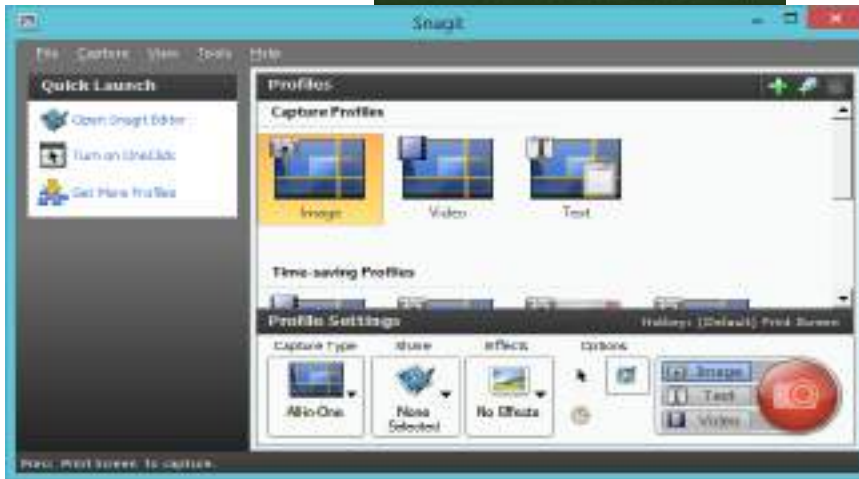 Snagit
File Capture View Tools Help
Quick Launch
Open Snagit Editor
Turn on OneClick
Get More Profiles
Profiles
Capture Profiles
Image Video Text
Time-saving Profiles
Profile Settings
Hotkey: (Default) Print Screen
Capture Type Share Effects Options
All-in-One
None Selected
No Effects
Image
Text
Video
Press Print Screen to capture.